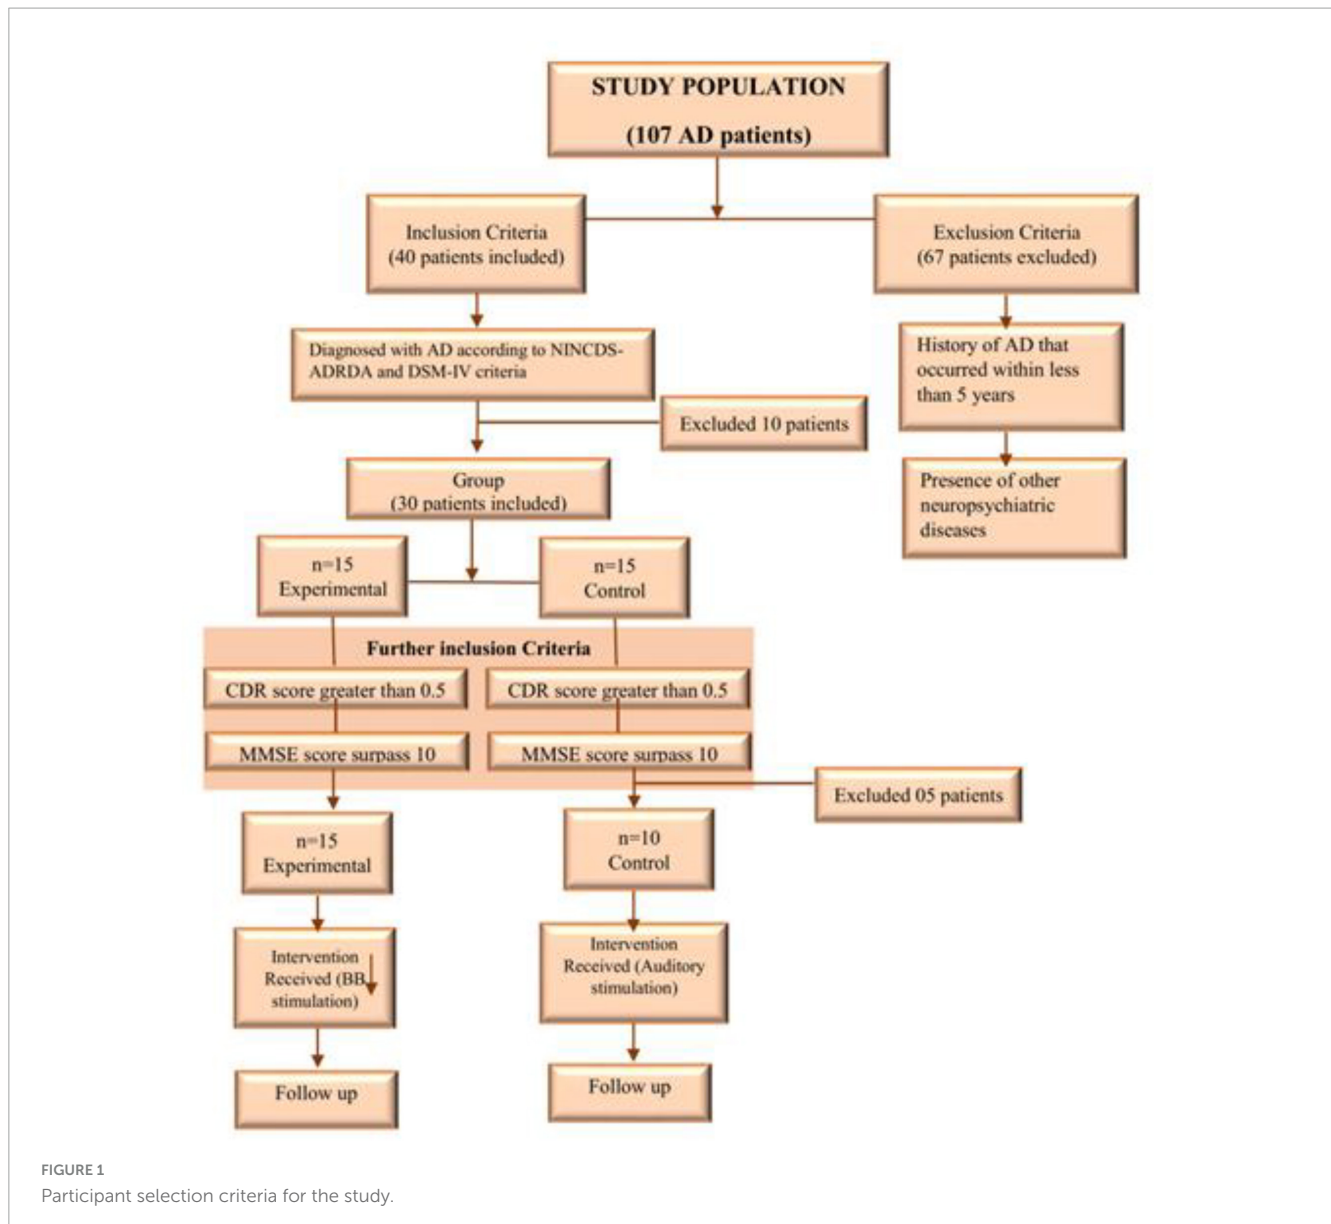 STUDY POPULATION
(107 AD patients)
Inclusion Criteria
(40 patients included)
Exclusion Criteria
(67 patients excluded)
Diagnosed with AD according to NINCDS-
ADRDA and DSM-IV criteria
History of AD that
occurred within less
than 5 years
Excluded 10 patients
Group
(30 patients included)
Presence of other
neuropsychiatric
diseases
n=15
Experimental
n=15
Control
Further inclusion Criteria
CDR score greater than 0.5
CDR score greater than 0.5
MMSE score surpass 10
MMSE score surpass 10
Excluded 05 patients
n=15
Experimental
n=10
Control
Intervention
Received (BB
stimulation)
Intervention
Received (Auditory
stimulation)
Follow up
Follow up
FIGURE 1
Participant selection criteria for the study.